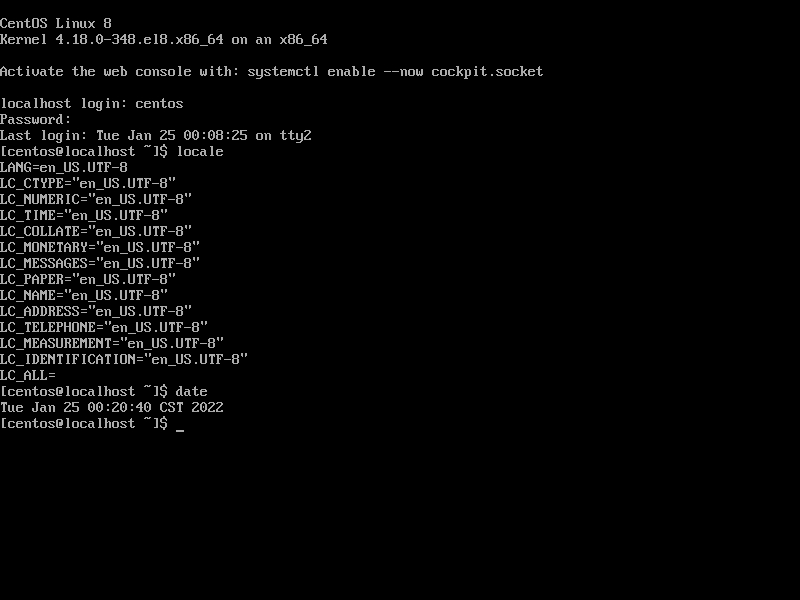 CentOS Linux 8
Kernel 4.18.0-348.el8.x86_64 on an x86_64
Activate the web console with: systemctl enable --now cockpit.socket
localhost login: centos
Password:
Last login: Tue Jan 25 00:08:25 on tty2
[centos@localhost ~]$ locale
LANG=en_US.UTF-8
LC_CTYPE="en_US.UTF-8"
LC_NUMERIC="en_US.UTF-8"
LC_TIME="en_US.UTF-8"
LC_COLLATE="en_US.UTF-8"
LC_MONETARY="en_US.UTF-8"
LC_MESSAGES="en_US.UTF-8"
LC_PAPER="en_US.UTF-8"
LC_NAME="en_US.UTF-8"
LC_ADDRESS="en_US.UTF-8"
LC_TELEPHONE="en_US.UTF-8"
LC_MEASUREMENT="en_US.UTF-8"
LC_IDENTIFICATION="en_US.UTF-8"
LC_ALL=
[centos@localhost ~]$ date
Tue Jan 25 00:20:40 CST 2022
[centos@localhost ~]$ _